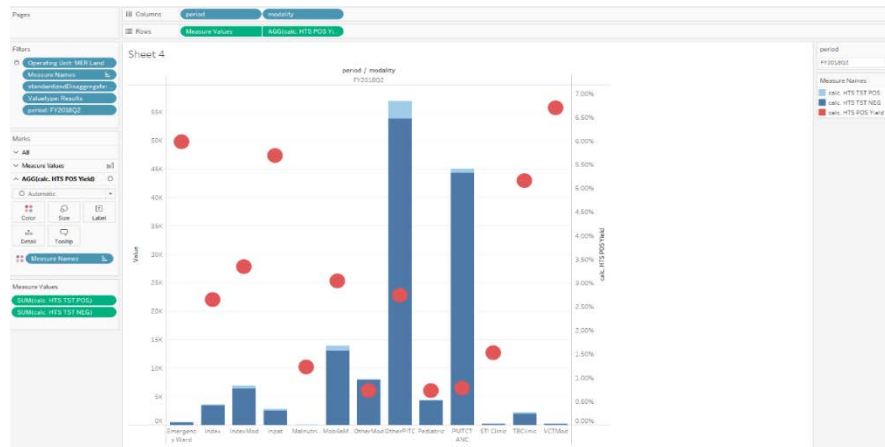 Pages
Columns
period
modality
Rows
Measure Values
AGG(calc. HTS POS Yi..
Filters
Operating Unit: MER Land
Measure Names
Valuetype: Results
period: FY2018Q2
Marks
All
Measure Values
AGG(calc. HTS POS Yield)
Automatic
Color
Size
Label
Detail
Tooltip
Measure Names
Measure Values
SUM(calc. HTS TST POS)
SUM(calc. HTS TST NEG)
Sheet 4
period / modality
FY2018Q2
Value
55K
50K
45K
40K
35K
30K
25K
20K
15K
10K
5K
0K
7.00%
6.50%
6.00%
5.50%
5.00%
4.50%
4.00%
3.50%
3.00%
2.50%
2.00%
1.50%
1.00%
0.50%
0.00%
calc. HTS POS Yield
Emergenc
y Ward
Index
IndexMod
Inpat
Malnutri..
MobileM..
OtherMod
OtherPITC
Pediatric
PMTCT
ANC
STI Clinic
TBClinic
VCTMod
period
FY2018Q2
Measure Names
calc. HTS TST POS
calc. HTS TST NEG
calc. HTS POS Yield